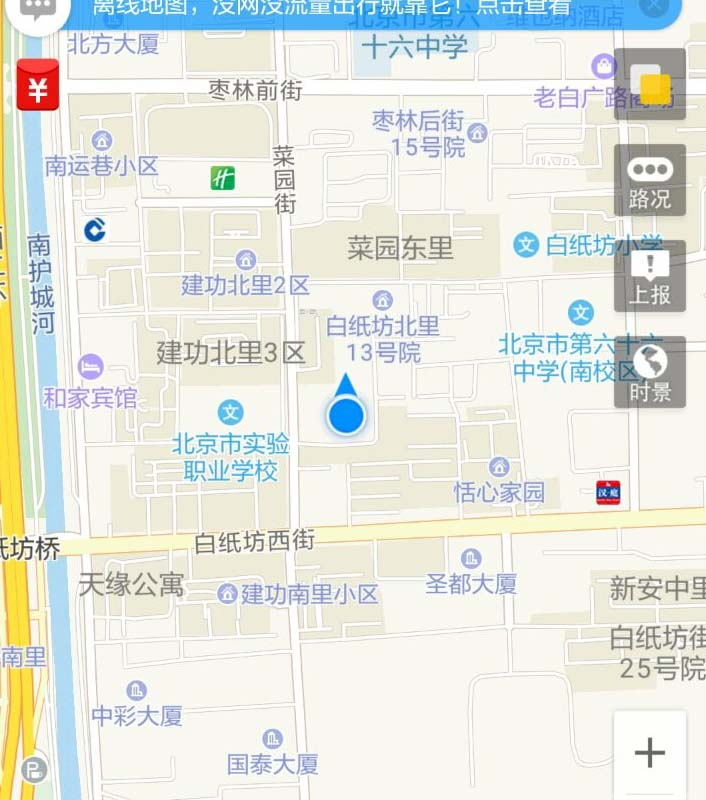 离线地图，没网没流量出行就靠它！点击查看
北京市第六
十六中学
维也纳酒店
北方大厦
¥
枣林前街
老白广路商场
枣林后街
15号院
南运巷小区
菜园街
路况
南护城河
菜园东里
白纸坊小学
建功北里2区
上报
白纸坊北里
13号院
北京市第六十六
中学(南校区)
建功北里3区
和家宾馆
时景
北京市实验
职业学校
恬心家园
汉庭
白纸坊西街
纸坊桥
天缘公寓
建功南里小区
圣都大厦
新安中里
白纸坊街
25号院
南里
中彩大厦
国泰大厦
P
+